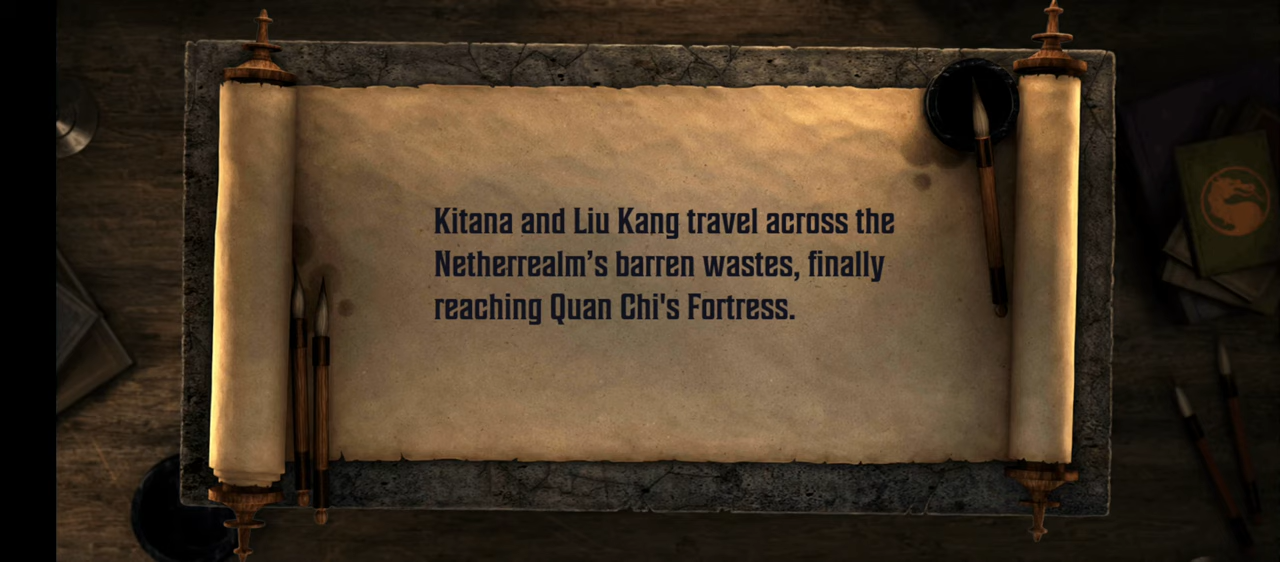 Kitana and Liu Kang travel across the
Netherrealm’s barren wastes, finally
reaching Quan Chi's Fortress.